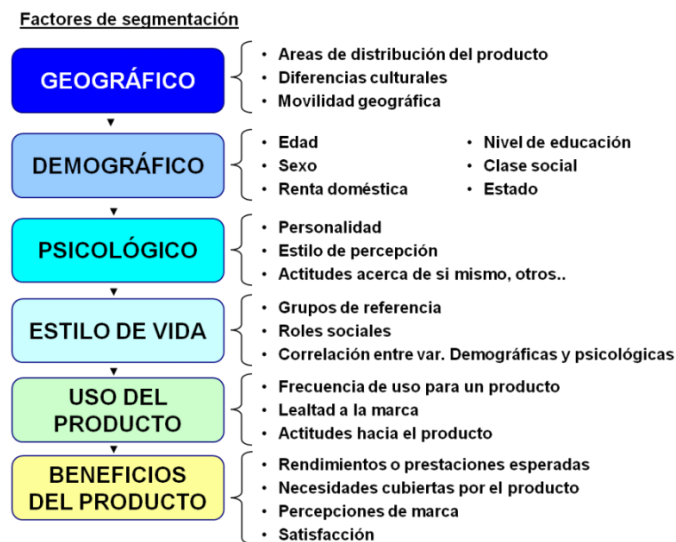 Factores de segmentación
GEOGRÁFICO
• Areas de distribución del producto
• Diferencias culturales
• Movilidad geográfica
DEMOGRÁFICO
• Edad
• Sexo
• Renta doméstica
• Nivel de educación
• Clase social
• Estado
PSICOLÓGICO
• Personalidad
• Estilo de percepción
• Actitudes acerca de si mismo, otros..
ESTILO DE VIDA
• Grupos de referencia
• Roles sociales
• Correlación entre var. Demográficas y psicológicas
USO DEL
PRODUCTO
• Frecuencia de uso para un producto
• Lealtad a la marca
• Actitudes hacia el producto
BENEFICIOS
DEL PRODUCTO
• Rendimientos o prestaciones esperadas
• Necesidades cubiertas por el producto
• Percepciones de marca
• Satisfacción